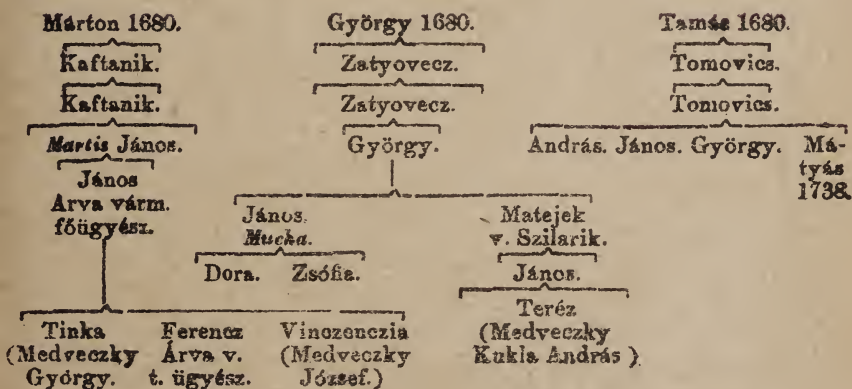 Márton 1680. György 1680. Tamás 1680.
Kaftanik. Zatyovecz. Tomovics.
Kaftanik. Zatyovecz. Tomovics.
Martis János. György. András. János. György. Má-
tyás
1738.
János
Arva várm.
főügyész.
János. Matejek
Mucha. v. Szilarik.
Dora. Zsófia. János.
Teréz
(Medveczky
Kukla András )
Tinka Ferencz Vinczenczia
(Medveczky Árva v. (Medveczky
György. t. ügyész. József.)